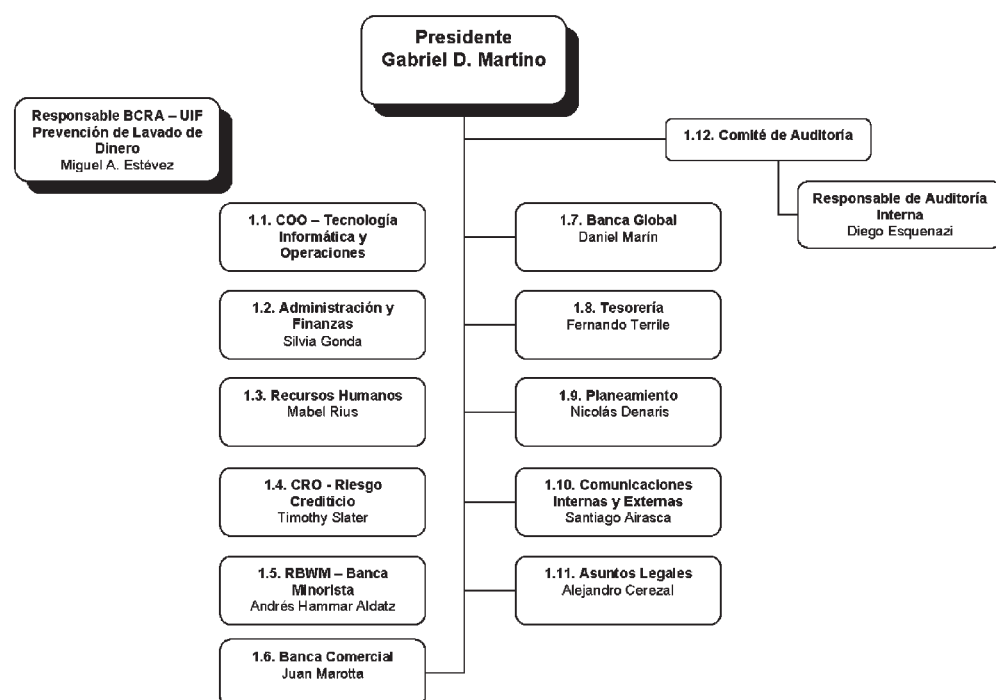 Presidente
Gabriel D. Martino
Responsable BCRA – UIF
Prevención de Lavado de
Dinero
Miguel A. Estévez
1.12. Comité de Auditoría
Responsable de Auditoría
Interna
Diego Esquenazi
1.1. COO – Tecnología
Informática y
Operaciones
1.7. Banca Global
Daniel Marín
1.2. Administración y
Finanzas
Silvia Gonda
1.8. Tesorería
Fernando Terrile
1.3. Recursos Humanos
Mabel Rius
1.9. Planeamiento
Nicolás Denaris
1.4. CRO - Riesgo
Crediticio
Timothy Slater
1.10. Comunicaciones
Internas y Externas
Santiago Airasca
1.5. RBWM – Banca
Minorista
Andrés Hammar Aldatz
1.11. Asuntos Legales
Alejandro Cerezal
1.6. Banca Comercial
Juan Marotta